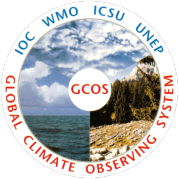 IOC WMO ICSU UNEP
GCOS
GLOBAL CLIMATE OBSERVING SYSTEM